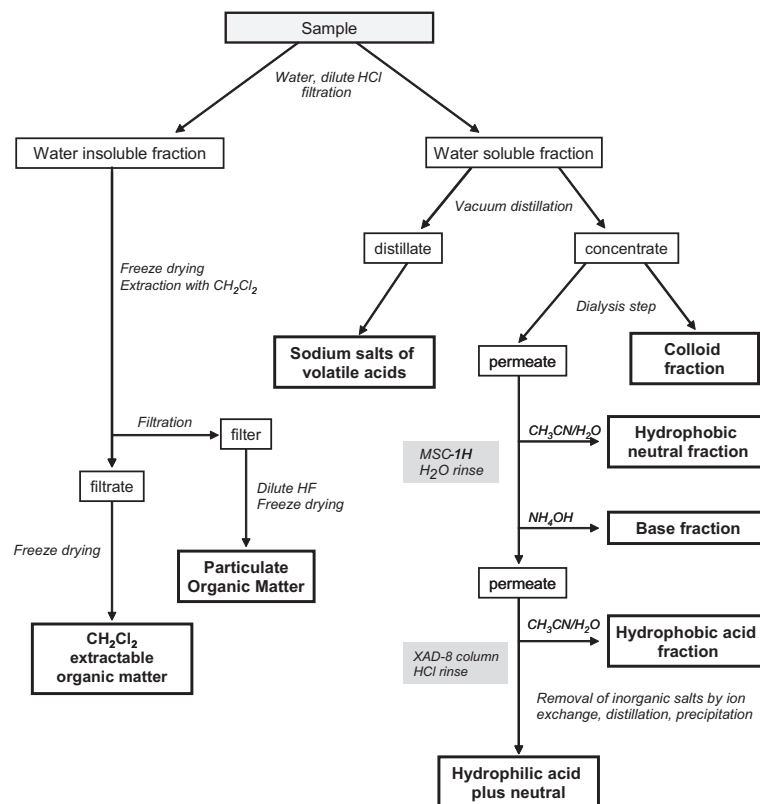 Sample
Water, dilute HCl
filtration
Water insoluble fraction
Water soluble fraction
Vacuum distillation
distillate
concentrate
Freeze drying
Extraction with CH₂Cl₂
Dialysis step
Sodium salts of
volatile acids
permeate
Colloid
fraction
Filtration
filter
CH₃CN/H₂O
Hydrophobic
neutral fraction
MSC-1H
H₂O rinse
filtrate
Dilute HF
Freeze drying
NH₄OH
Base fraction
Freeze drying
Particulate
Organic Matter
permeate
CH₃CN/H₂O
Hydrophobic acid
fraction
CH₂Cl₂
extractable
organic matter
XAD-8 column
HCl rinse
Removal of inorganic salts by ion
exchange, distillation, precipitation
Hydrophilic acid
plus neutral